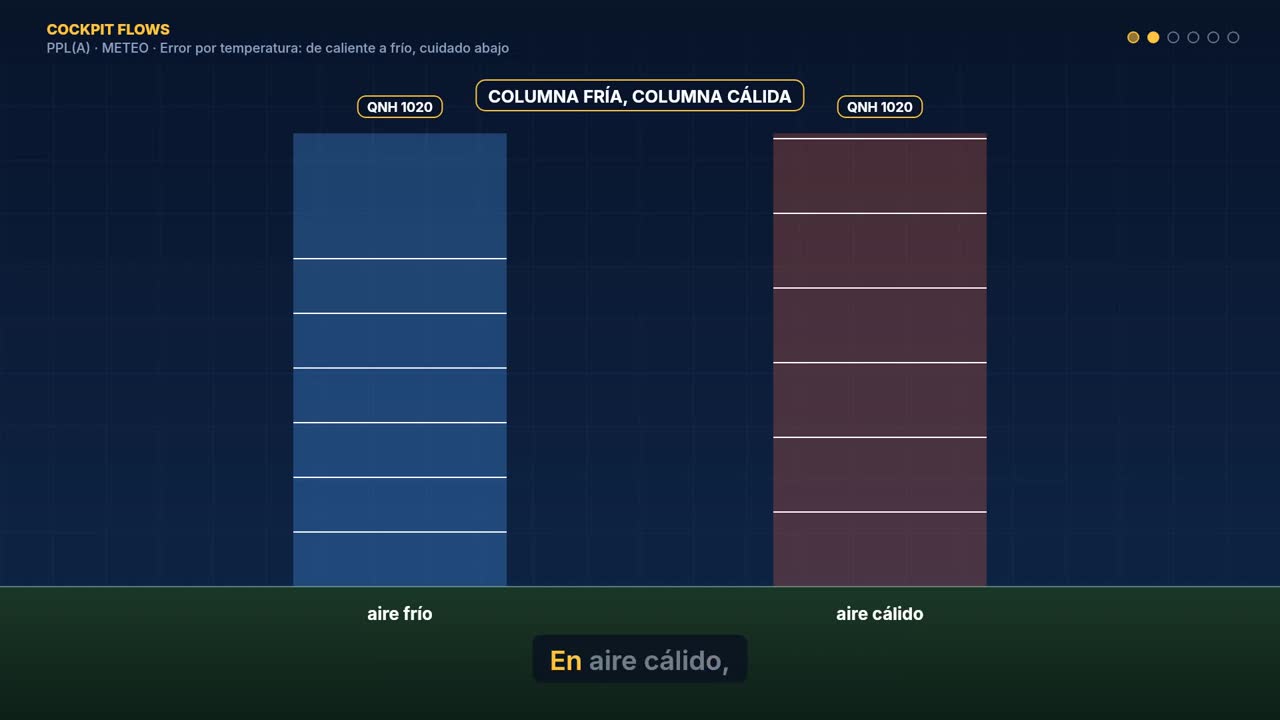 COCKPIT FLOWS
PPL(A) · METEO · Error por temperatura: de caliente a frío, cuidado abajo
COLUMNA FRÍA, COLUMNA CÁLIDA
QNH 1020
QNH 1020
aire frío
aire cálido
En aire cálido,